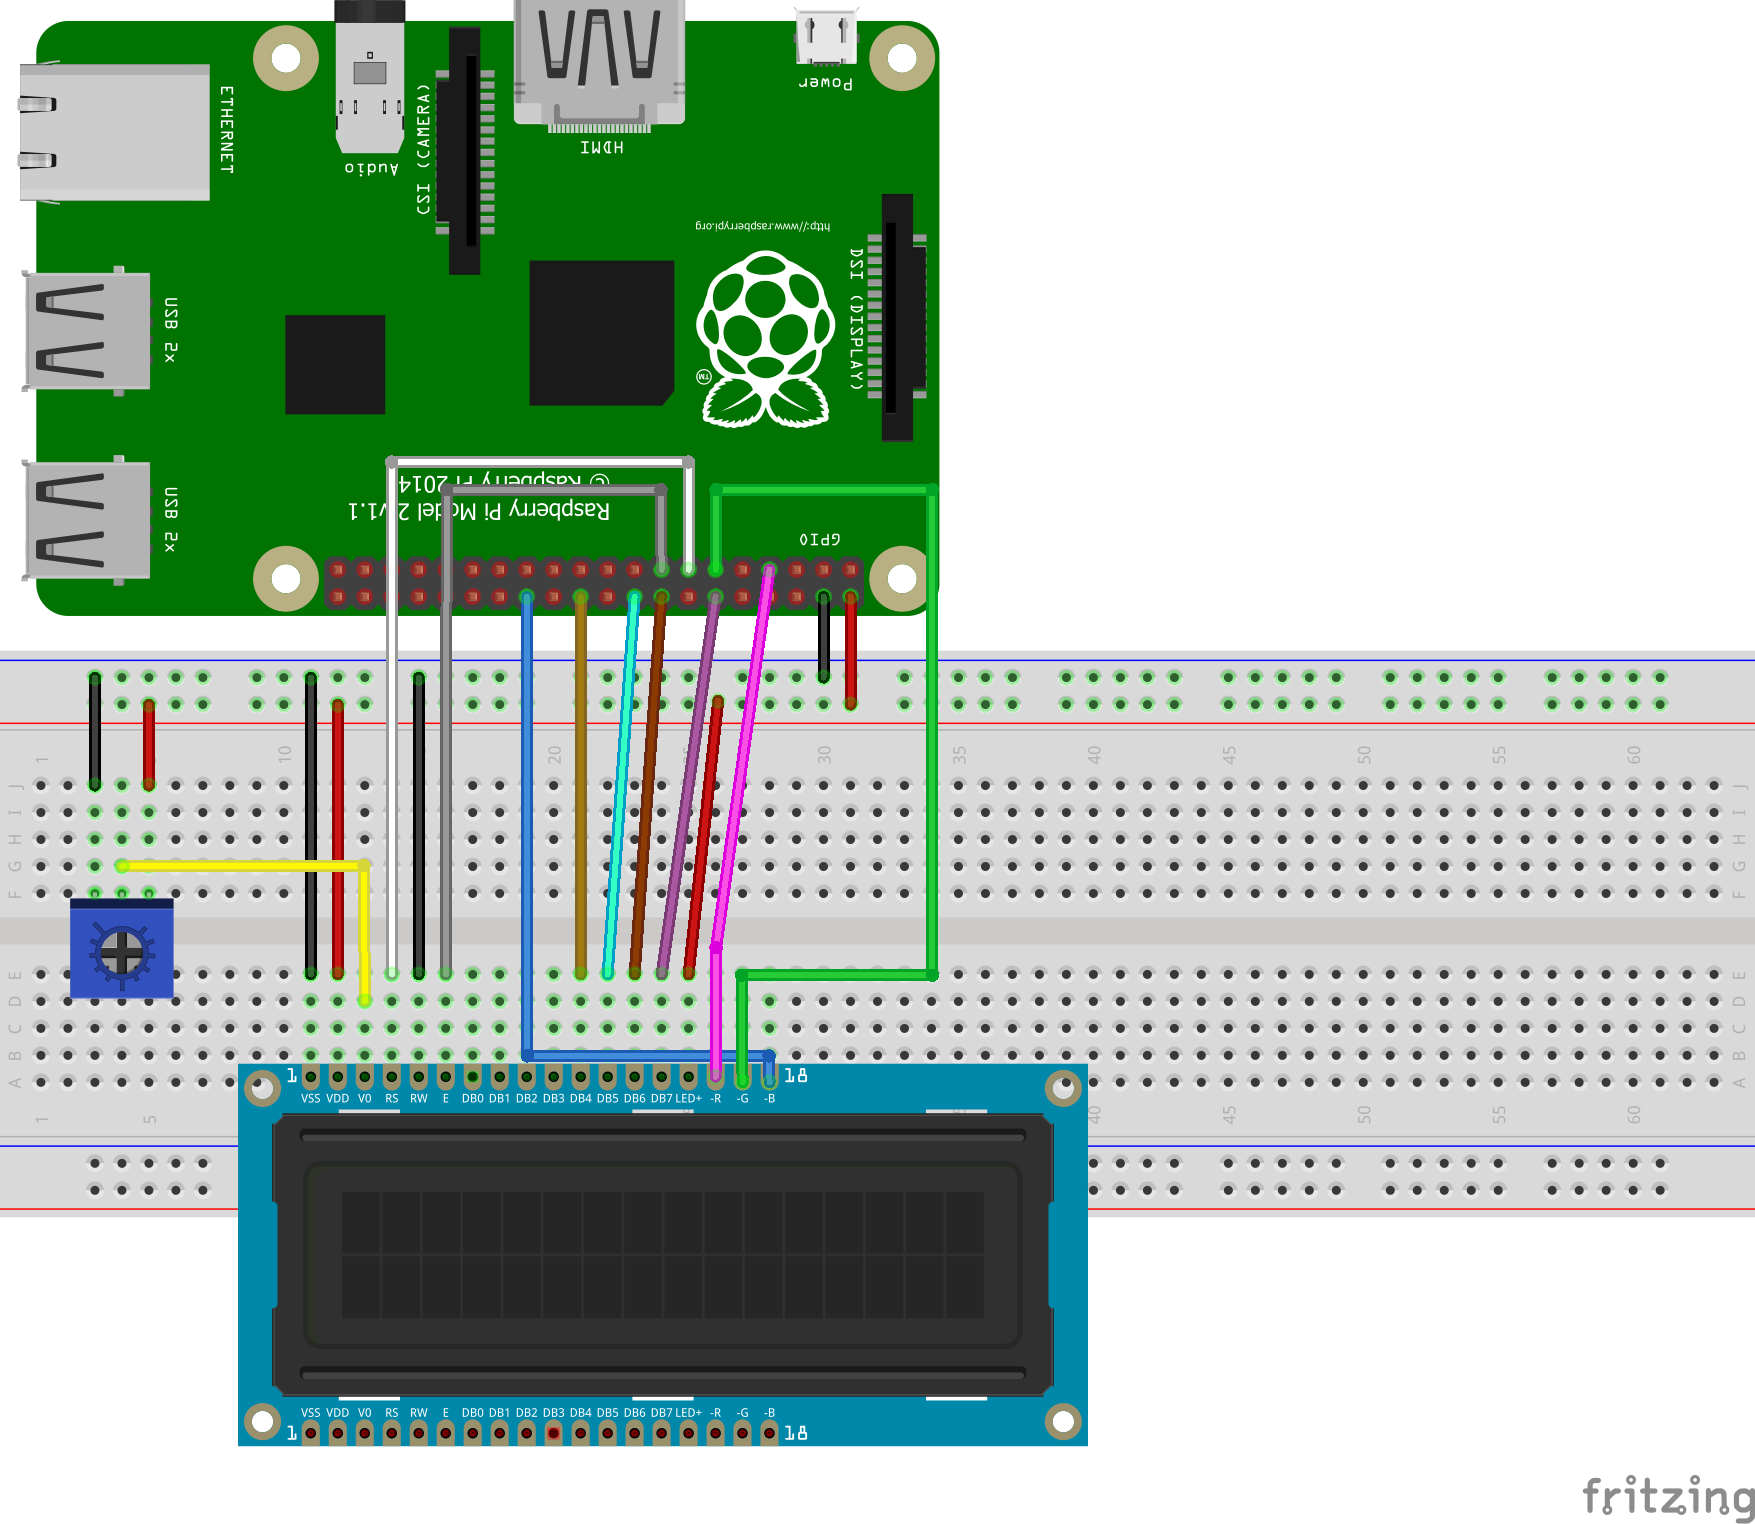 Power
ETHERNET
HDMI
Audio
CSI (CAMERA)
http://www.raspberrypi.org
DSI (DISPLAY)
USB 2x
TM
© Raspberry Pi 2014
Raspberry Pi Model 2 v1.1
USB 2x
GPIO
1 10 20 25 30 35 40 45 50 55 60
J J
I I
H H
G G
F F
E E
D D
C C
B B
A A
1 18
VSS VDD V0 RS RW E DB0 DB1 DB2 DB3 DB4 DB5 DB6 DB7 LED+ -R -G -B
1 5 40 45 50 55 60
VSS VDD V0 RS RW E DB0 DB1 DB2 DB3 DB4 DB5 DB6 DB7 LED+ -R -G -B
1 18
fritzing